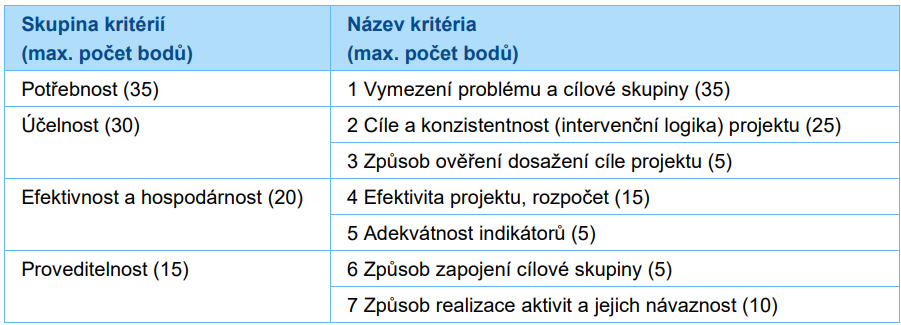 Skupina kritérií
(max. počet bodů)
Název kritéria
(max. počet bodů)
Potřebnost (35)
1 Vymezení problému a cílové skupiny (35)
Účelnost (30)
2 Cíle a konzistentnost (intervenční logika) projektu (25)
3 Způsob ověření dosažení cíle projektu (5)
Efektivnost a hospodárnost (20)
4 Efektivita projektu, rozpočet (15)
5 Adekvátnost indikátorů (5)
Proveditelnost (15)
6 Způsob zapojení cílové skupiny (5)
7 Způsob realizace aktivit a jejich návaznost (10)